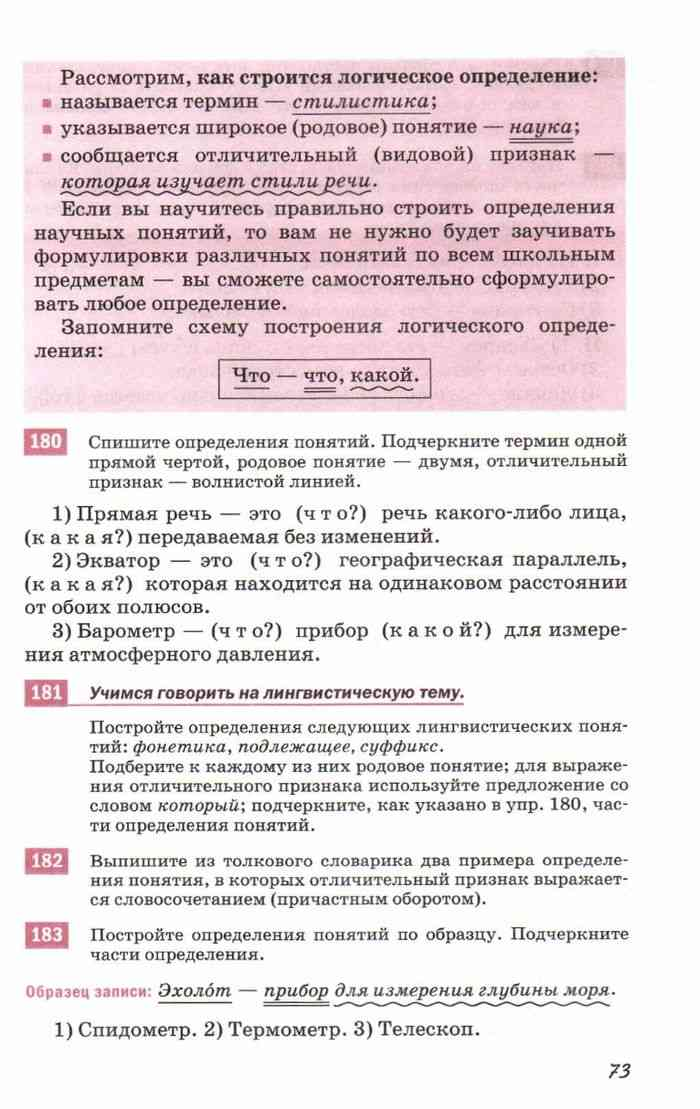 Рассмотрим, как строится логическое определение:
▪ называется термин — стилистика;
▪ указывается широкое (родовое) понятие — наука;
▪ сообщается отличительный (видовой) признак —
которая изучает стили речи.
Если вы научитесь правильно строить определения
научных понятий, то вам не нужно будет заучивать
формулировки различных понятий по всем школьным
предметам — вы сможете самостоятельно сформулиро-
вать любое определение.
Запомните схему построения логического опреде-
ления:
Что — что, какой.
180 Спишите определения понятий. Подчеркните термин одной
прямой чертой, родовое понятие — двумя, отличительный
признак — волнистой линией.
1) Прямая речь — это (что?) речь какого-либо лица,
(какая?) передаваемая без изменений.
2) Экватор — это (что?) географическая параллель,
(какая?) которая находится на одинаковом расстоянии
от обоих полюсов.
3) Барометр — (что?) прибор (какой?) для измере-
ния атмосферного давления.
181 Учимся говорить на лингвистическую тему.
Постройте определения следующих лингвистических поня-
тий: фонетика, подлежащее, суффикс.
Подберите к каждому из них родовое понятие; для выраже-
ния отличительного признака используйте предложение со
словом который; подчеркните, как указано в упр. 180, час-
ти определения понятий.
182 Выпишите из толкового словарика два примера определе-
ния понятия, в которых отличительный признак выражает-
ся словосочетанием (причастным оборотом).
183 Постройте определения понятий по образцу. Подчеркните
части определения.
Образец записи: Эхоло́т — прибор для измерения глубины моря.
1) Спидометр. 2) Термометр. 3) Телескоп.
73